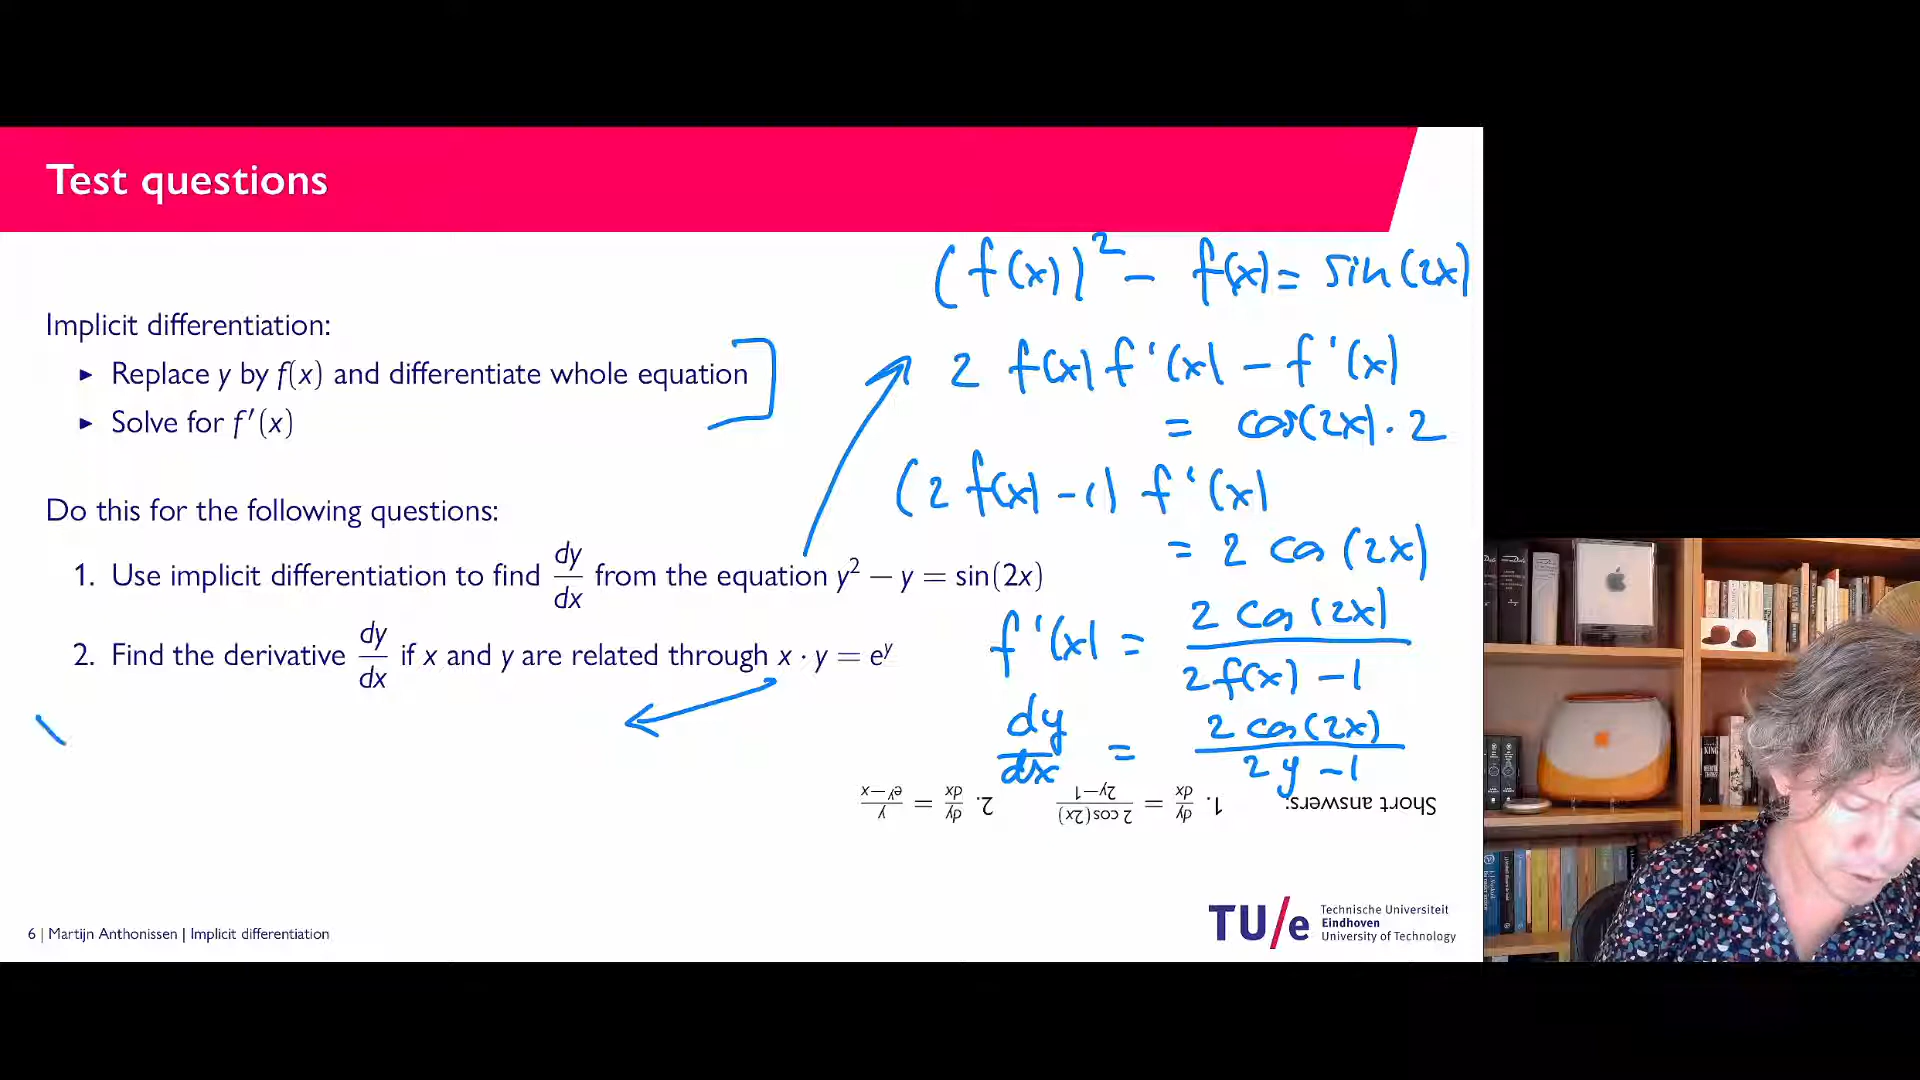 Test questions
Implicit differentiation:
▸ Replace y by f(x) and differentiate whole equation
▸ Solve for f′(x)
Do this for the following questions:
1. Use implicit differentiation to find dy/dx from the equation y² − y = sin(2x)
2. Find the derivative dy/dx if x and y are related through x · y = eʸ
(f(x))² − f(x) = sin(2x)
2 f(x) f'(x) − f'(x)
= cos(2x) · 2
(2 f(x) − 1) f'(x)
= 2 cos(2x)
f'(x) = 2 cos(2x) / 2f(x) − 1
dy/dx = 2 cos(2x) / 2y − 1
Short answers: 1. dy/dx = 2 cos(2x) / 2y−1 2. dy/dx = y / eʸ−x
6 | Martijn Anthonissen | Implicit differentiation
TU/e Technische Universiteit
Eindhoven
University of Technology
KING